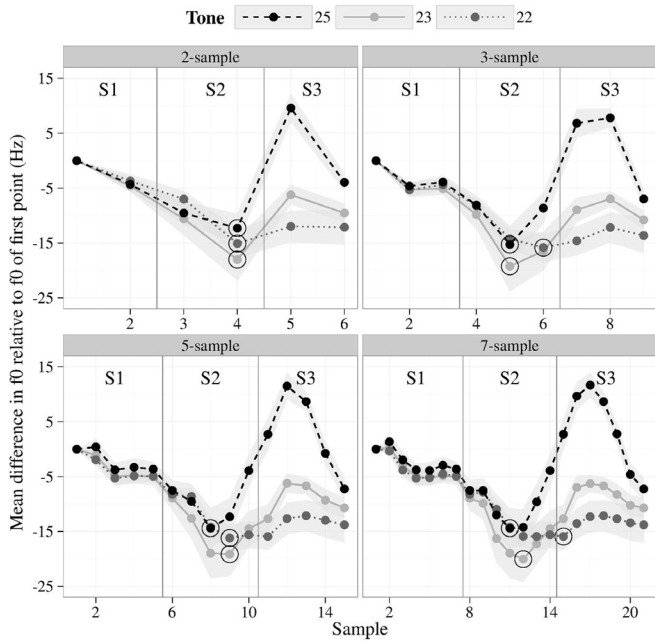 Tone 25 23 22
2-sample 3-sample
S1 S2 S3 S1 S2 S3
15
5
-5
-15
-25
2 3 4 5 6 2 4 6 8
5-sample 7-sample
S1 S2 S3 S1 S2 S3
15
5
-5
-15
-25
2 6 10 14 2 8 14 20
Sample
Mean difference in f0 relative to f0 of first point (Hz)